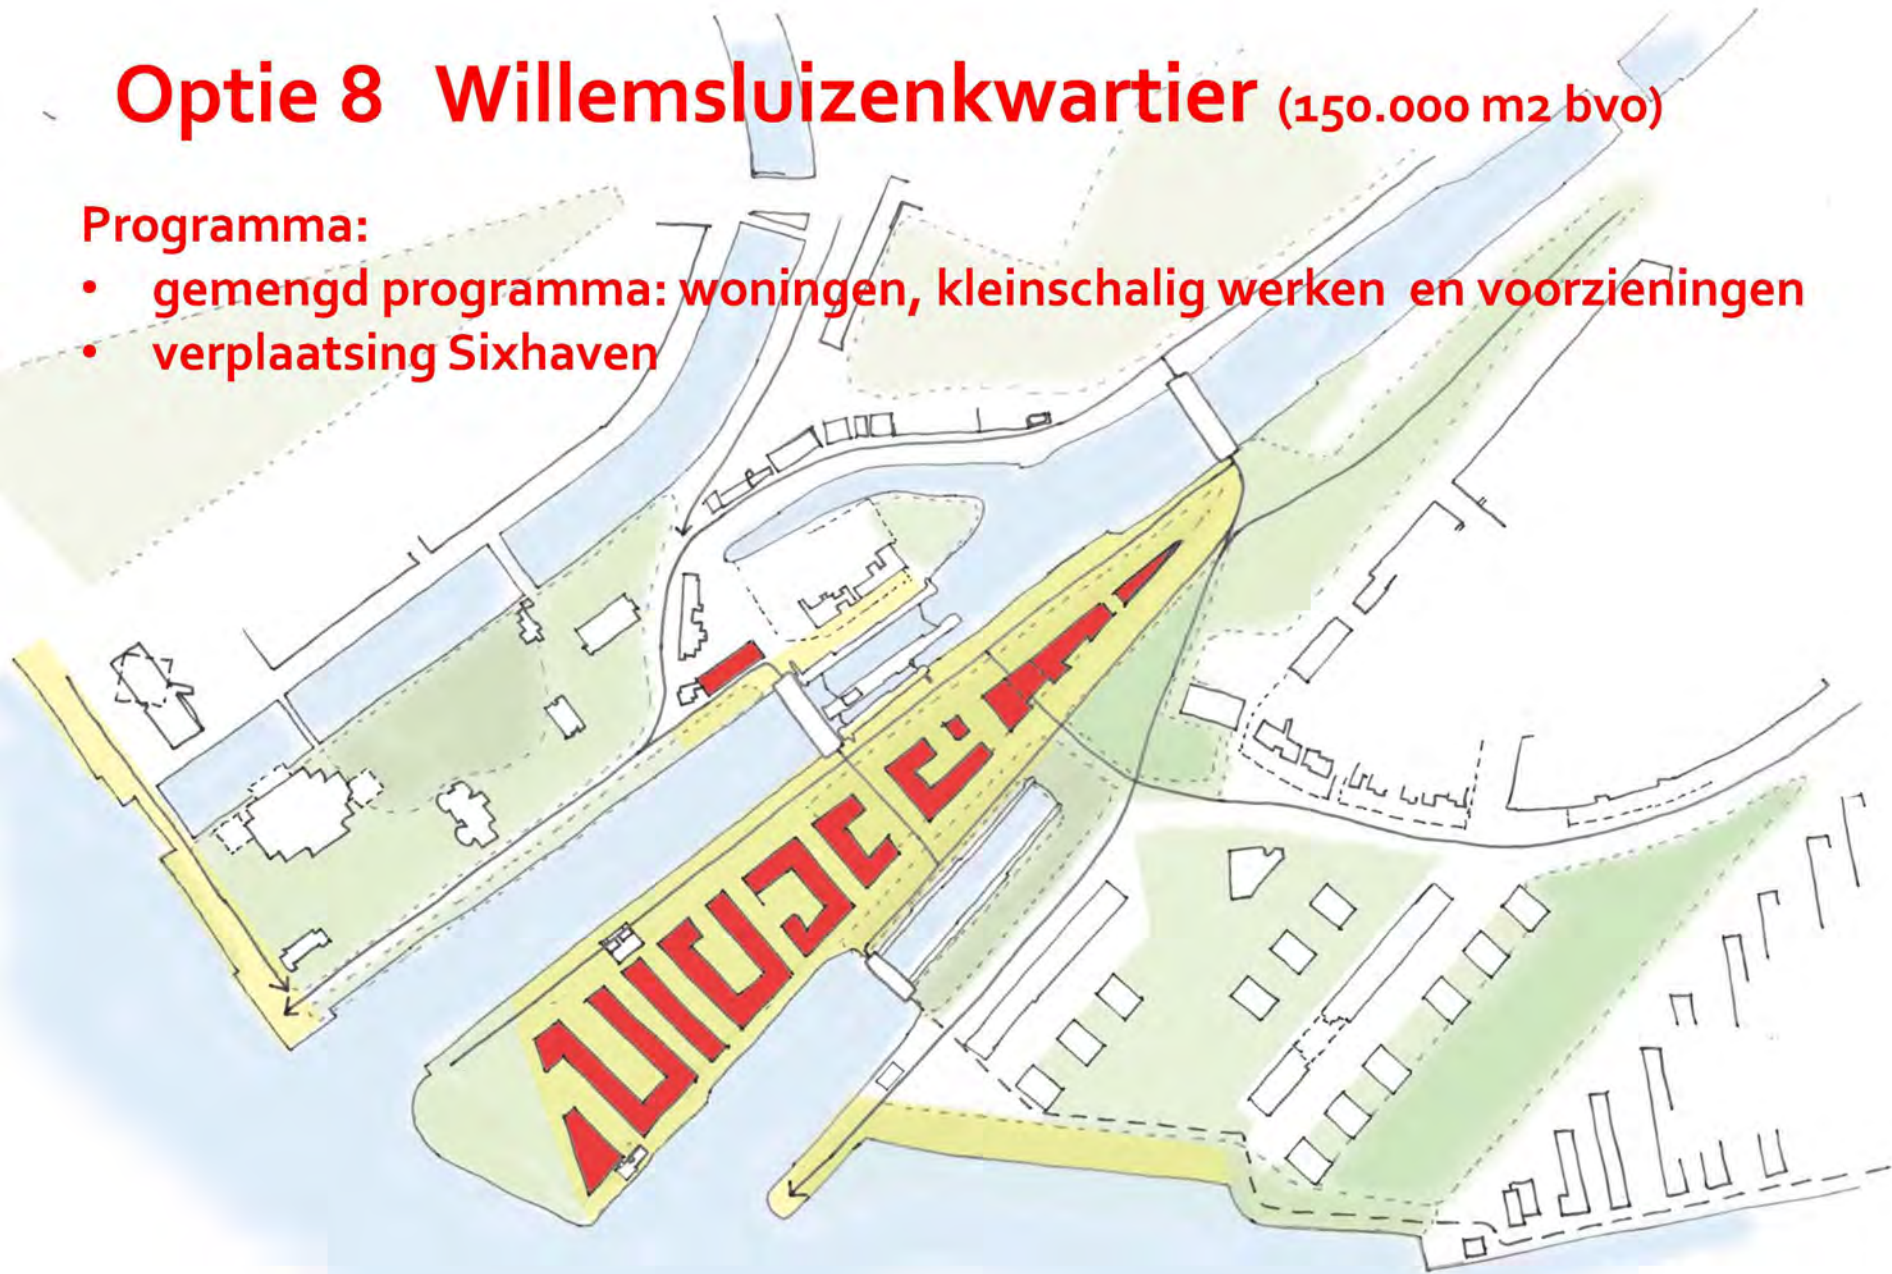 Optie 8 Willemsluizenkwartier (150.000 m2 bvo)
Programma:
• gemengd programma: woningen, kleinschalig werken en voorzieningen
• verplaatsing Sixhaven